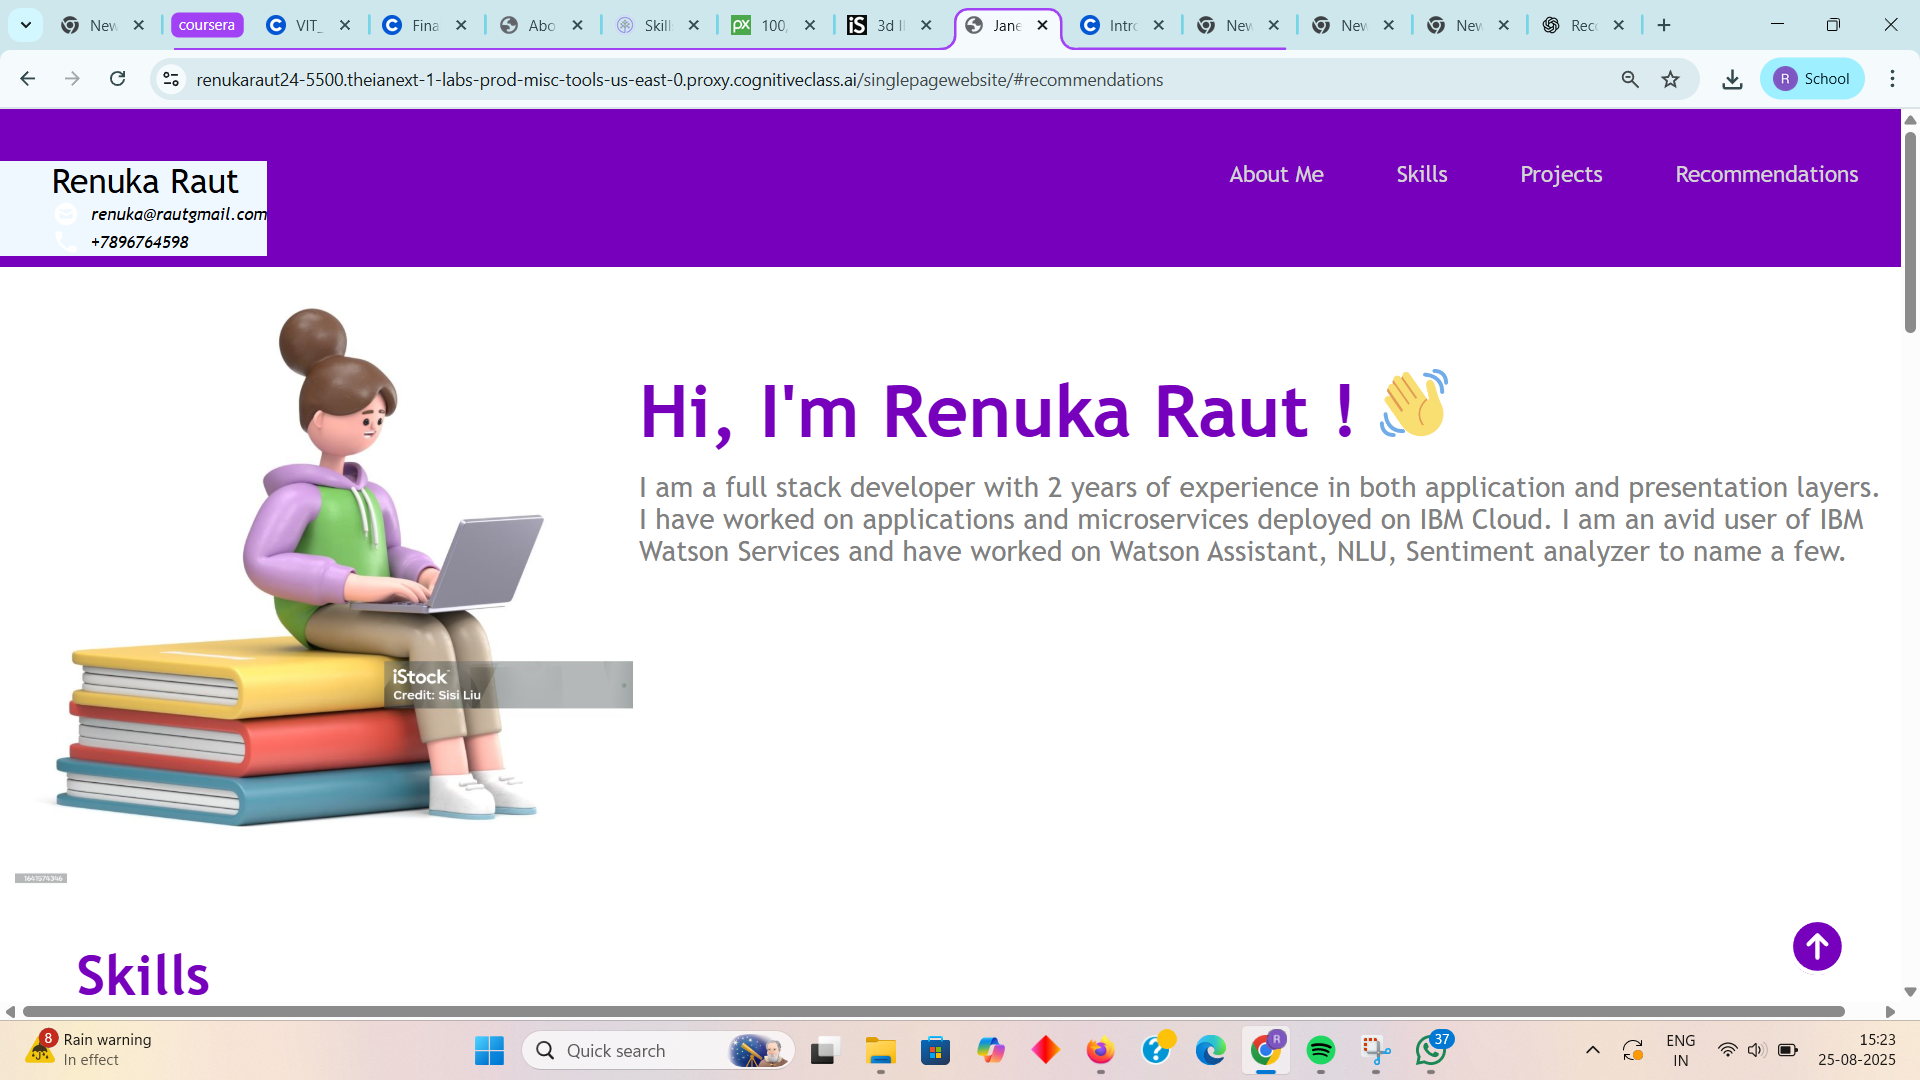 New
coursera
VIT_
Fina
Abo
Skill
px
100,
iS
3d Il
Jane
Intro
New
New
New
Rec
renukaraut24-5500.theianext-1-labs-prod-misc-tools-us-east-0.proxy.cognitiveclass.ai/singlepagewebsite/#recommendations
R
School
Renuka Raut
renuka@rautgmail.com
+7896764598
About Me
Skills
Projects
Recommendations
Hi, I'm Renuka Raut ! 👋
I am a full stack developer with 2 years of experience in both application and presentation layers.
I have worked on applications and microservices deployed on IBM Cloud. I am an avid user of IBM
Watson Services and have worked on Watson Assistant, NLU, Sentiment analyzer to name a few.
iStock
Credit: Sisi Liu
1641574346
Skills
8
Rain warning
In effect
Quick search
R
37
ENG
IN
15:23
25-08-2025